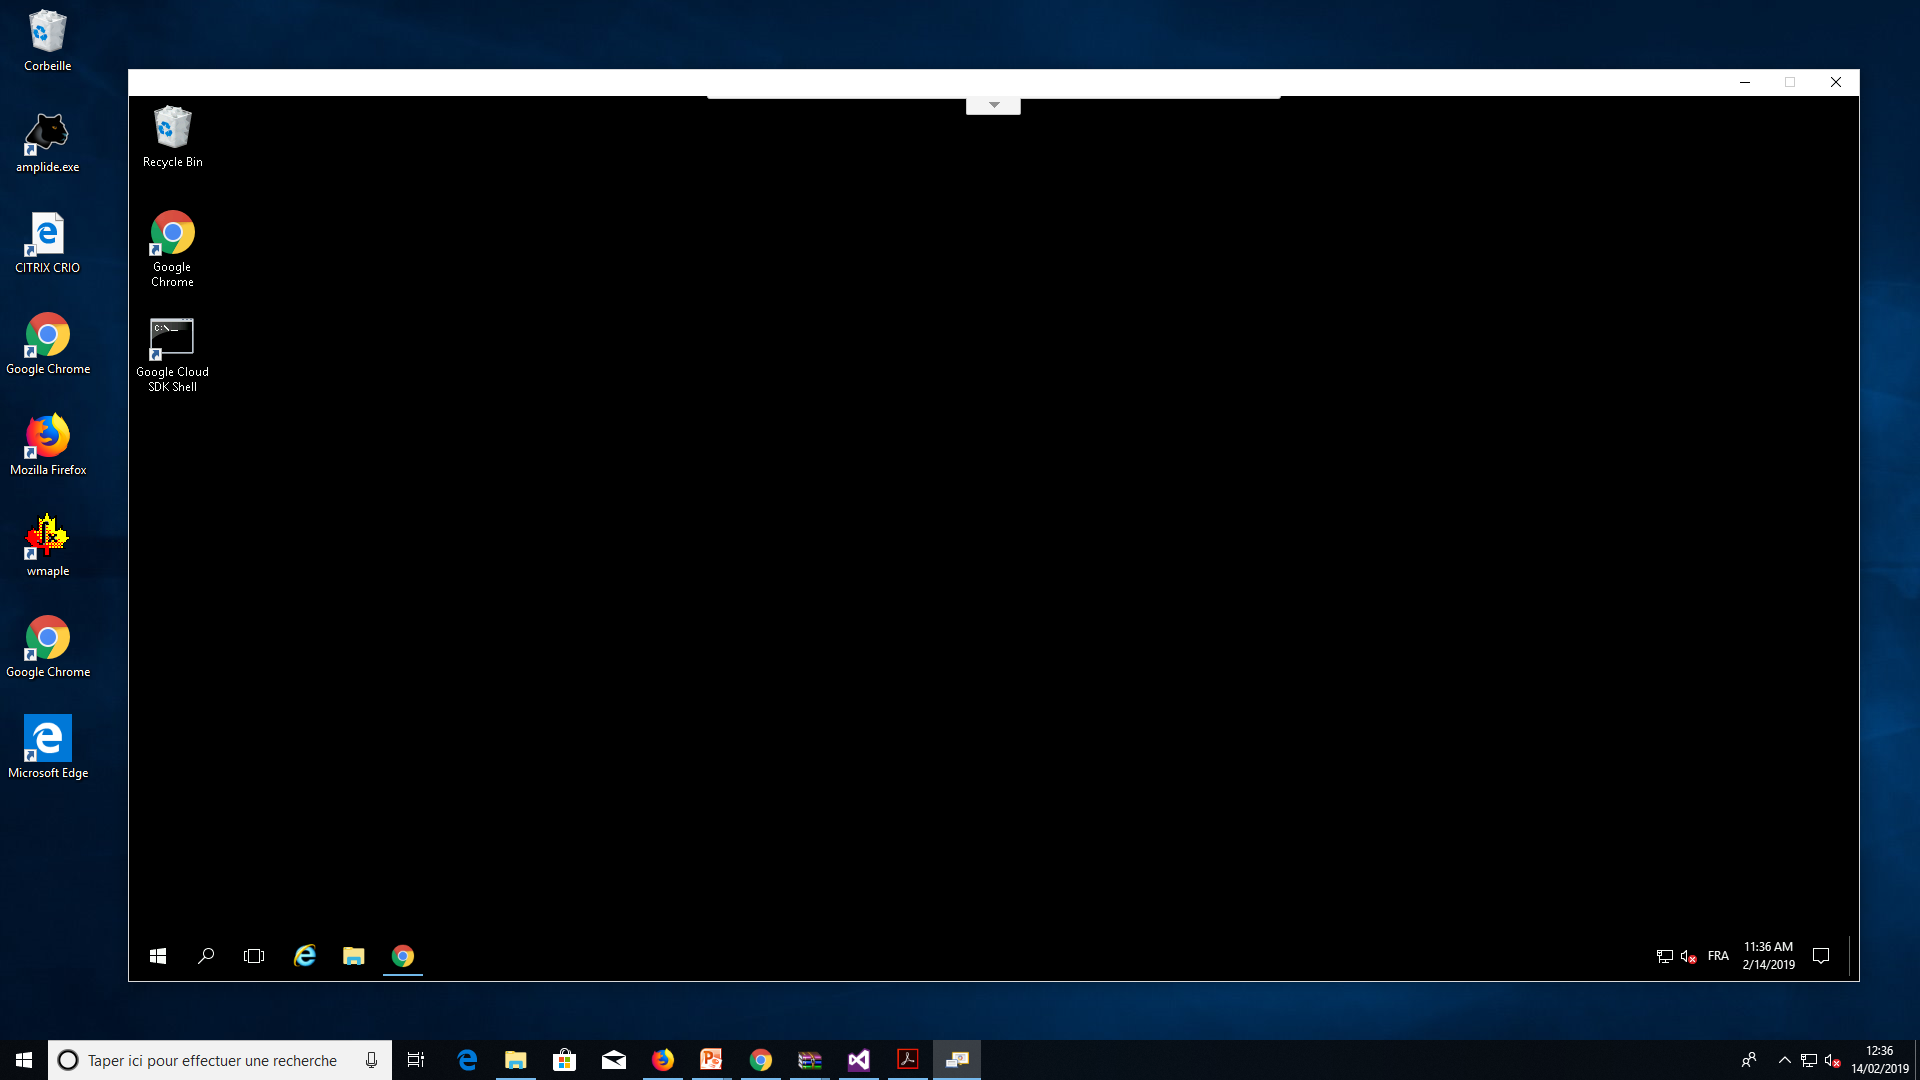 Corbeille
amplide.exe
CITRIX CRIO
Google Chrome
Mozilla Firefox
wmaple
Google Chrome
Microsoft Edge
Recycle Bin
Google
Chrome
C:\_
Google Cloud
SDK Shell
FRA
11:36 AM
2/14/2019
Taper ici pour effectuer une recherche
12:36
14/02/2019